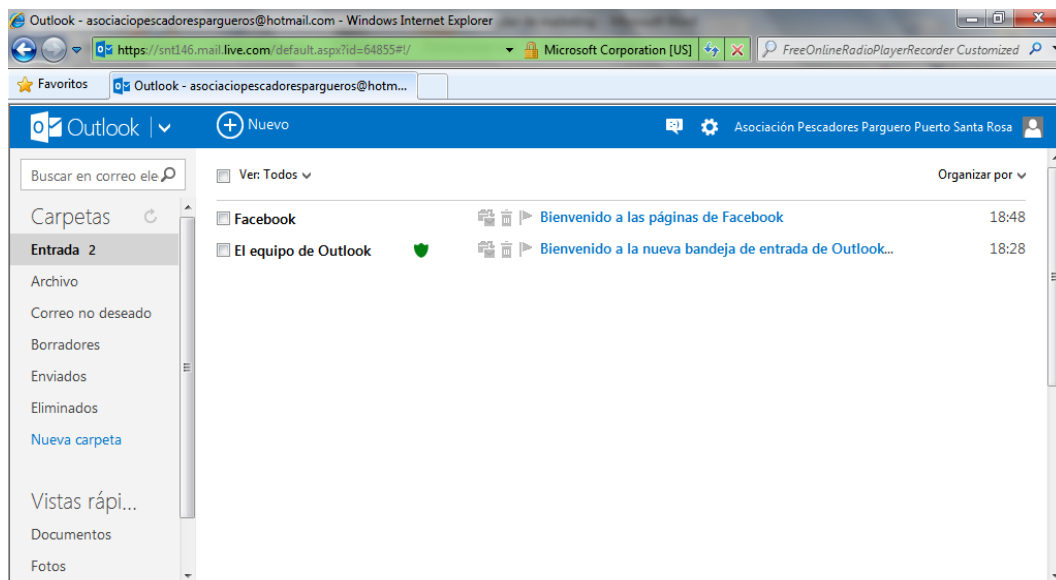 Outlook - asociaciopescadorespargueros@hotmail.com - Windows Internet Explorer
https://snt146.mail.live.com/default.aspx?id=64855#!/ Microsoft Corporation [US] FreeOnlineRadioPlayerRecorder Customized
Favoritos Outlook - asociaciopescadorespargueros@hotm...
Outlook Nuevo Asociación Pescadores Parguero Puerto Santa Rosa
Buscar en correo ele Ver: Todos Organizar por
Carpetas Facebook Bienvenido a las páginas de Facebook 18:48
Entrada 2 El equipo de Outlook Bienvenido a la nueva bandeja de entrada de Outlook... 18:28
Archivo
Correo no deseado
Borradores
Enviados
Eliminados
Nueva carpeta
Vistas rápi...
Documentos
Fotos